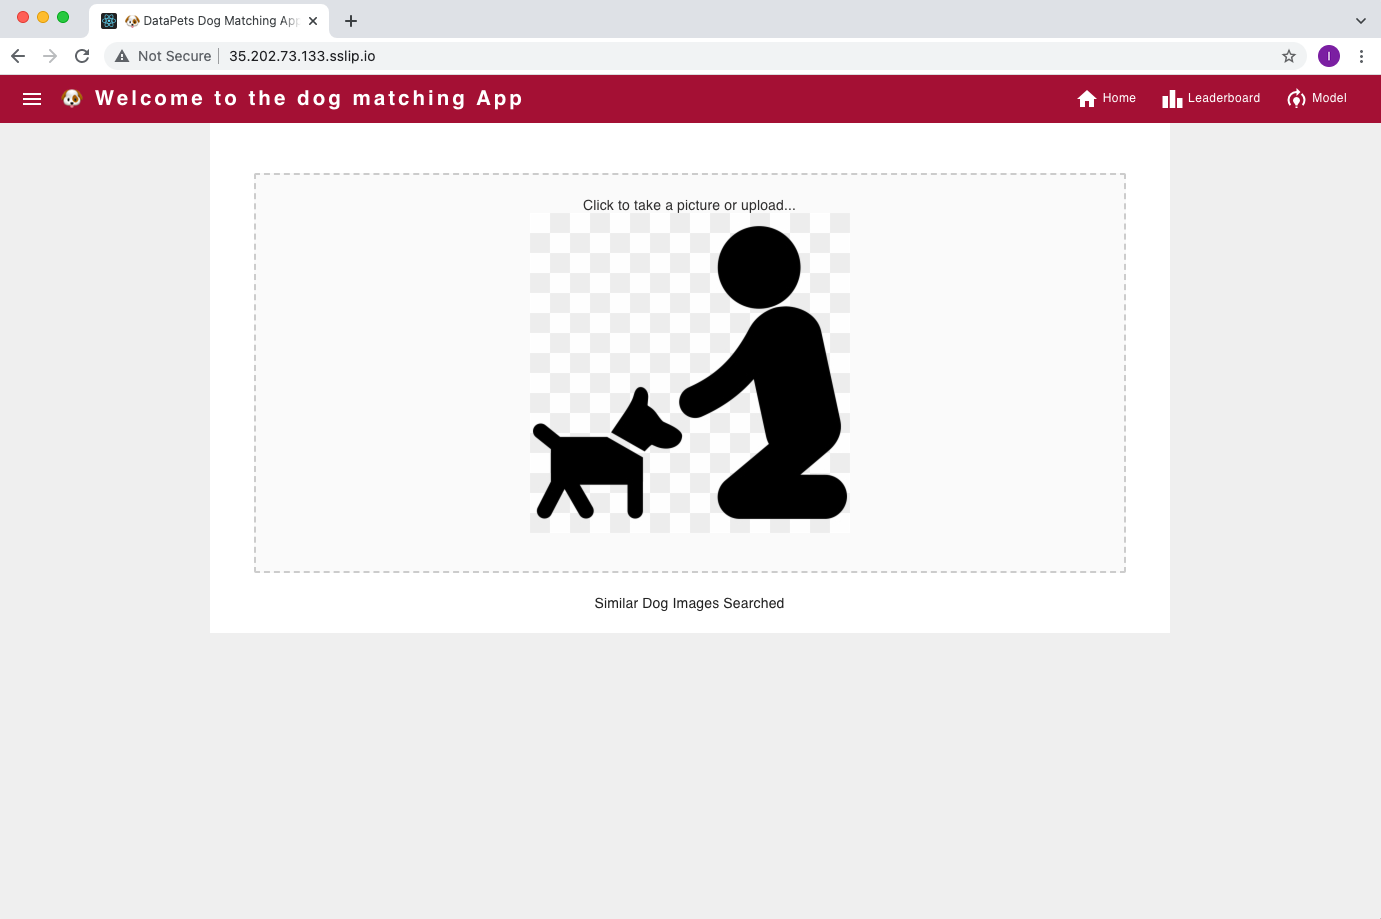 🐶 DataPets Dog Matching App
Not Secure
35.202.73.133.sslip.io
I
🐶 Welcome to the dog matching App
Home
Leaderboard
Model
Click to take a picture or upload...
Similar Dog Images Searched